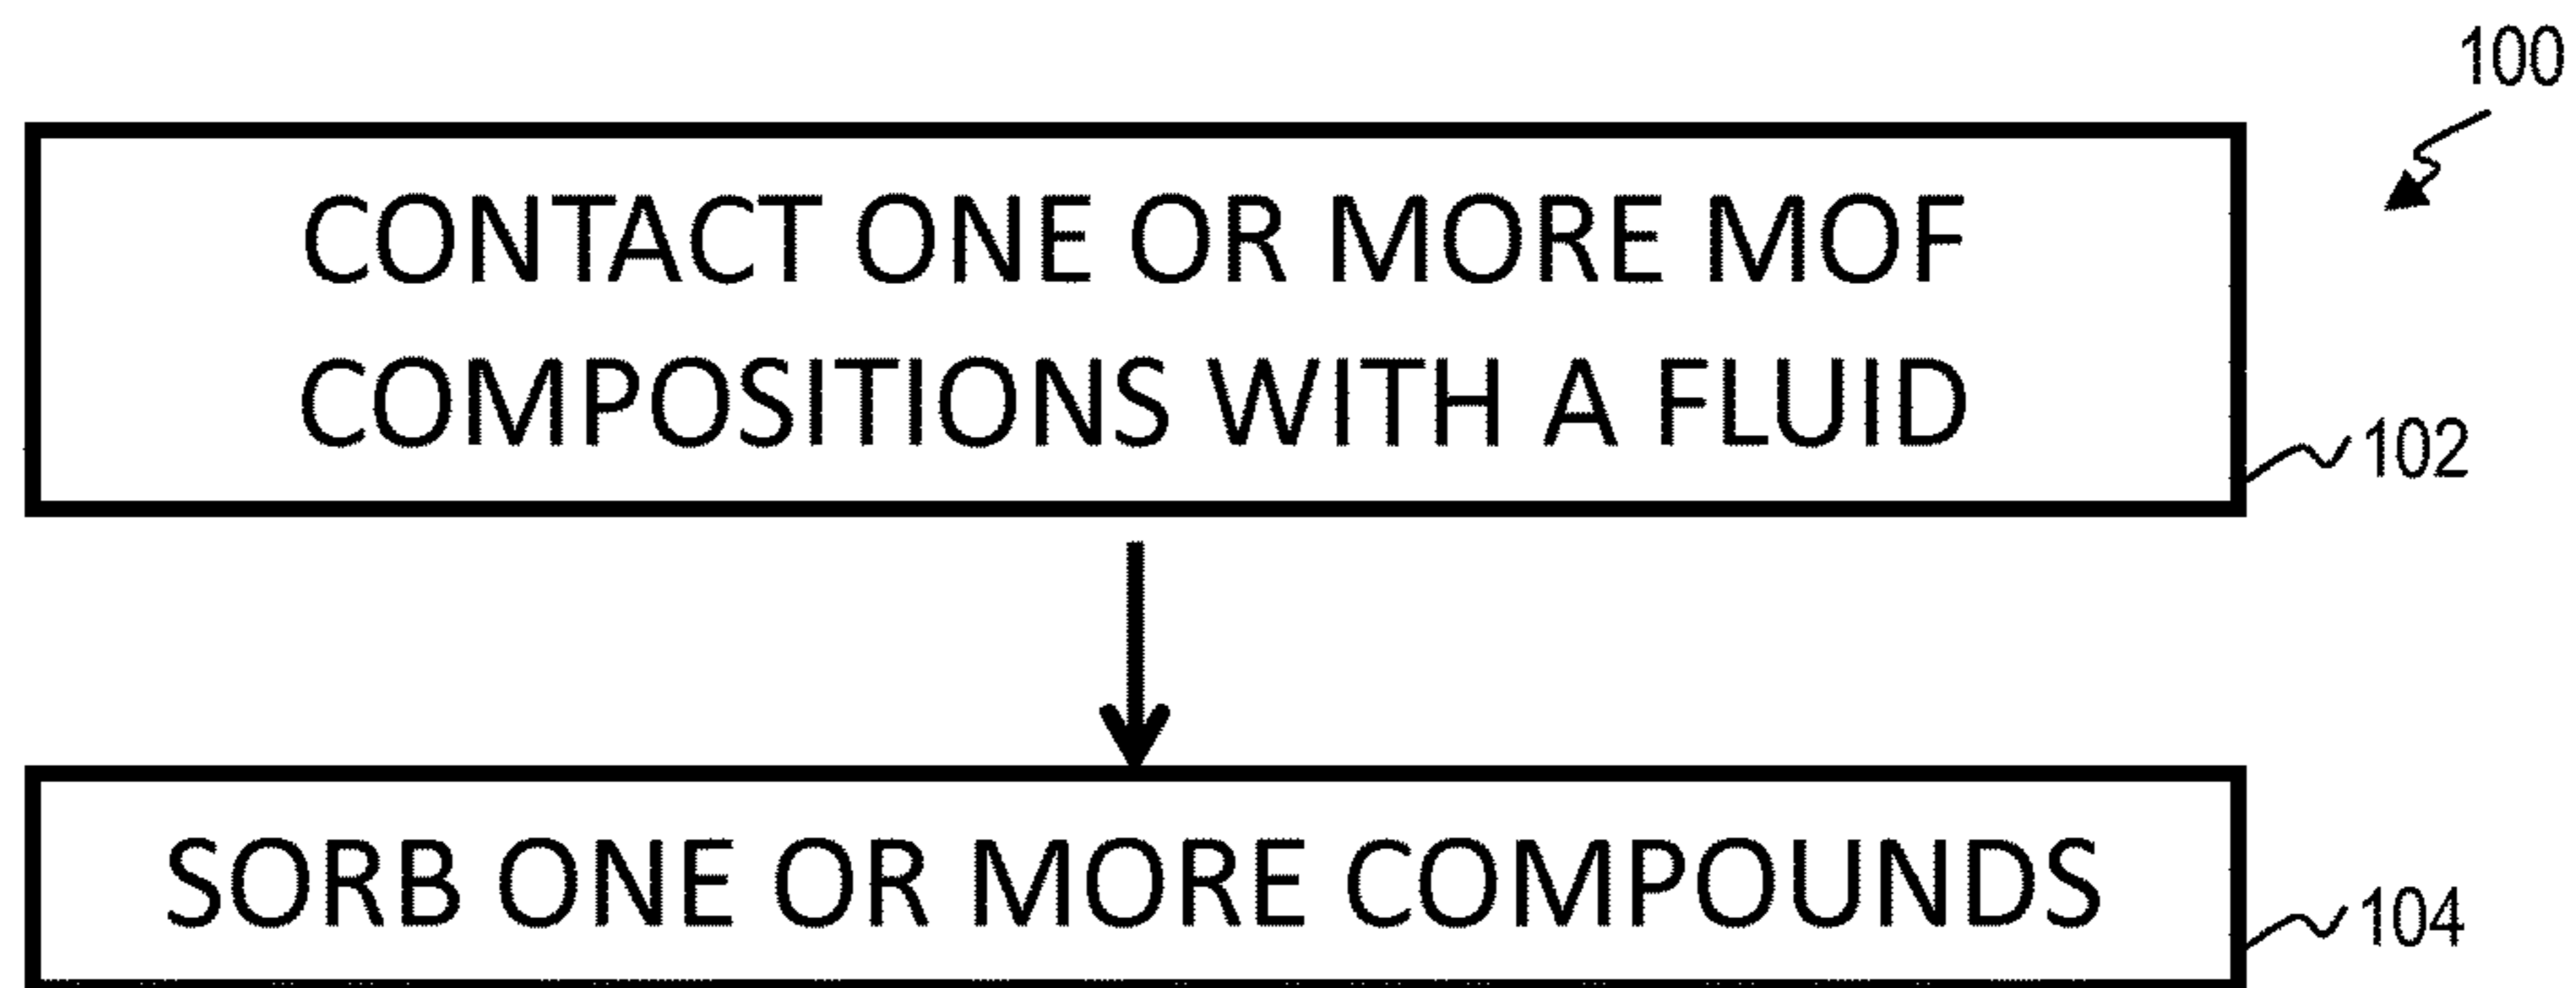 100
CONTACT ONE OR MORE MOF
COMPOSITIONS WITH A FLUID
102
SORB ONE OR MORE COMPOUNDS
104